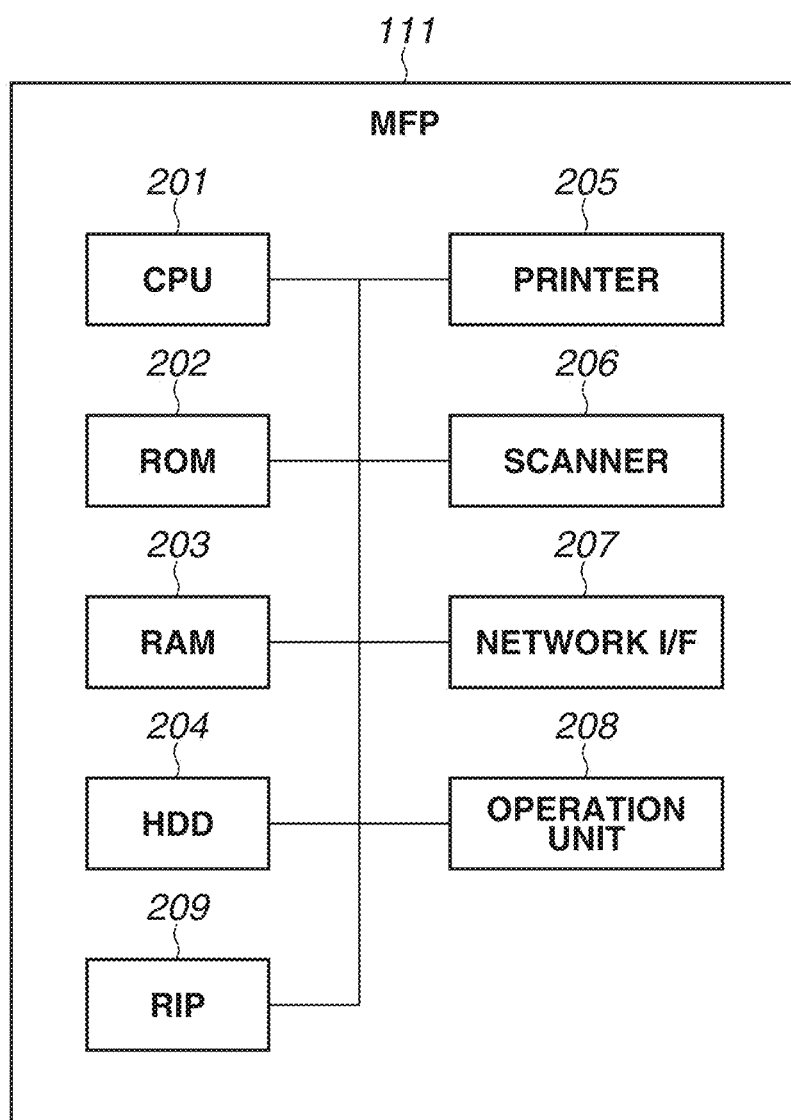 111
MFP
201
CPU
205
PRINTER
202
ROM
206
SCANNER
203
RAM
207
NETWORK I/F
204
HDD
208
OPERATION
UNIT
209
RIP